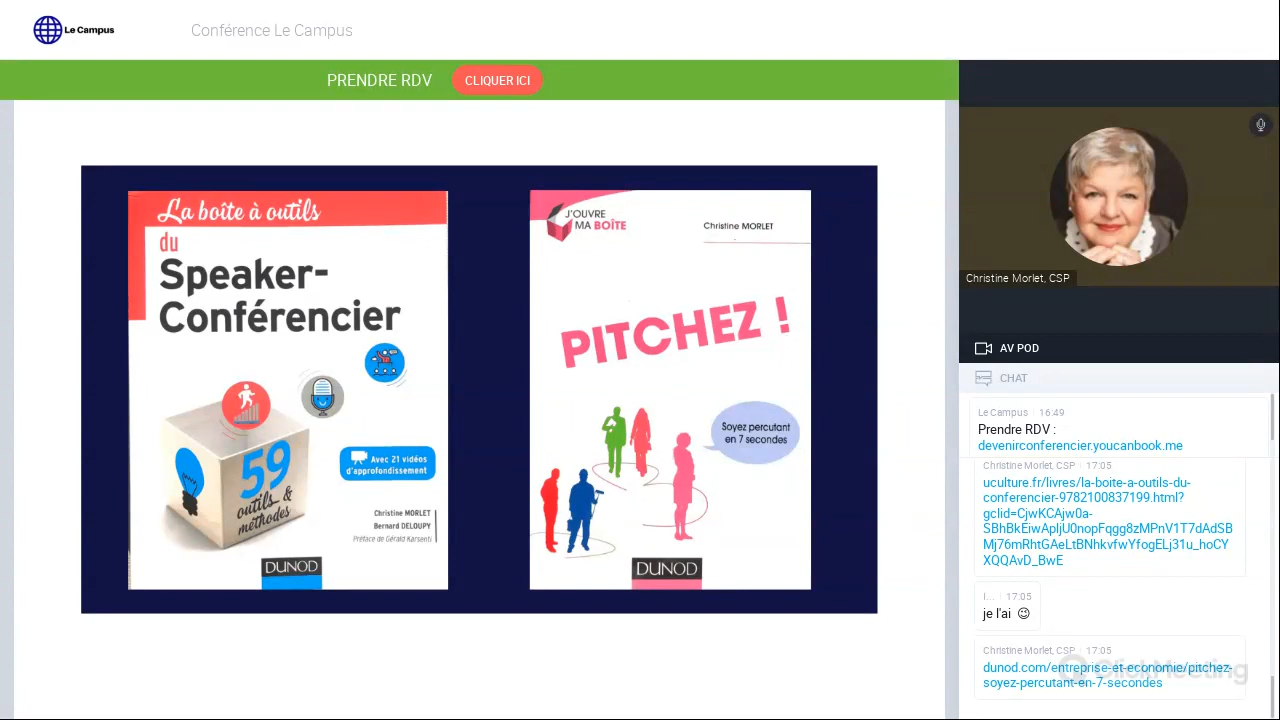 Le Campus
Conférence Le Campus
PRENDRE RDV
CLIQUER ICI
La boîte à outils
du
Speaker-
Conférencier
59
outils &
méthodes
Avec 21 vidéos
d'approfondissement
Christine MORLET
Bernard DELOUPY
Préface de Gérald Karsenti
DUNOD
J'OUVRE
MA BOÎTE
Christine MORLET
PITCHEZ !
Soyez percutant
en 7 secondes
DUNOD
Christine Morlet, CSP
AV POD
CHAT
Le Campus 16:49
Prendre RDV :
devenirconferencier.youcanbook.me
Christine Morlet, CSP 17:05
uculture.fr/livres/la-boite-a-outils-du-
conferencier-9782100837199.html?
gclid=CjwKCAjw0a-
SBhBkEiwApljU0nopFqgg8zMPnV1T7dAdSB
Mj76mRhtGAeLtBNhkvfwYfogELj31u_hoCY
XQQAvD_BwE
I... 17:05
je l'ai 😉
Christine Morlet, CSP 17:05
dunod.com/entreprise-et-economie/pitchez-
soyez-percutant-en-7-secondes
ClickMeeting